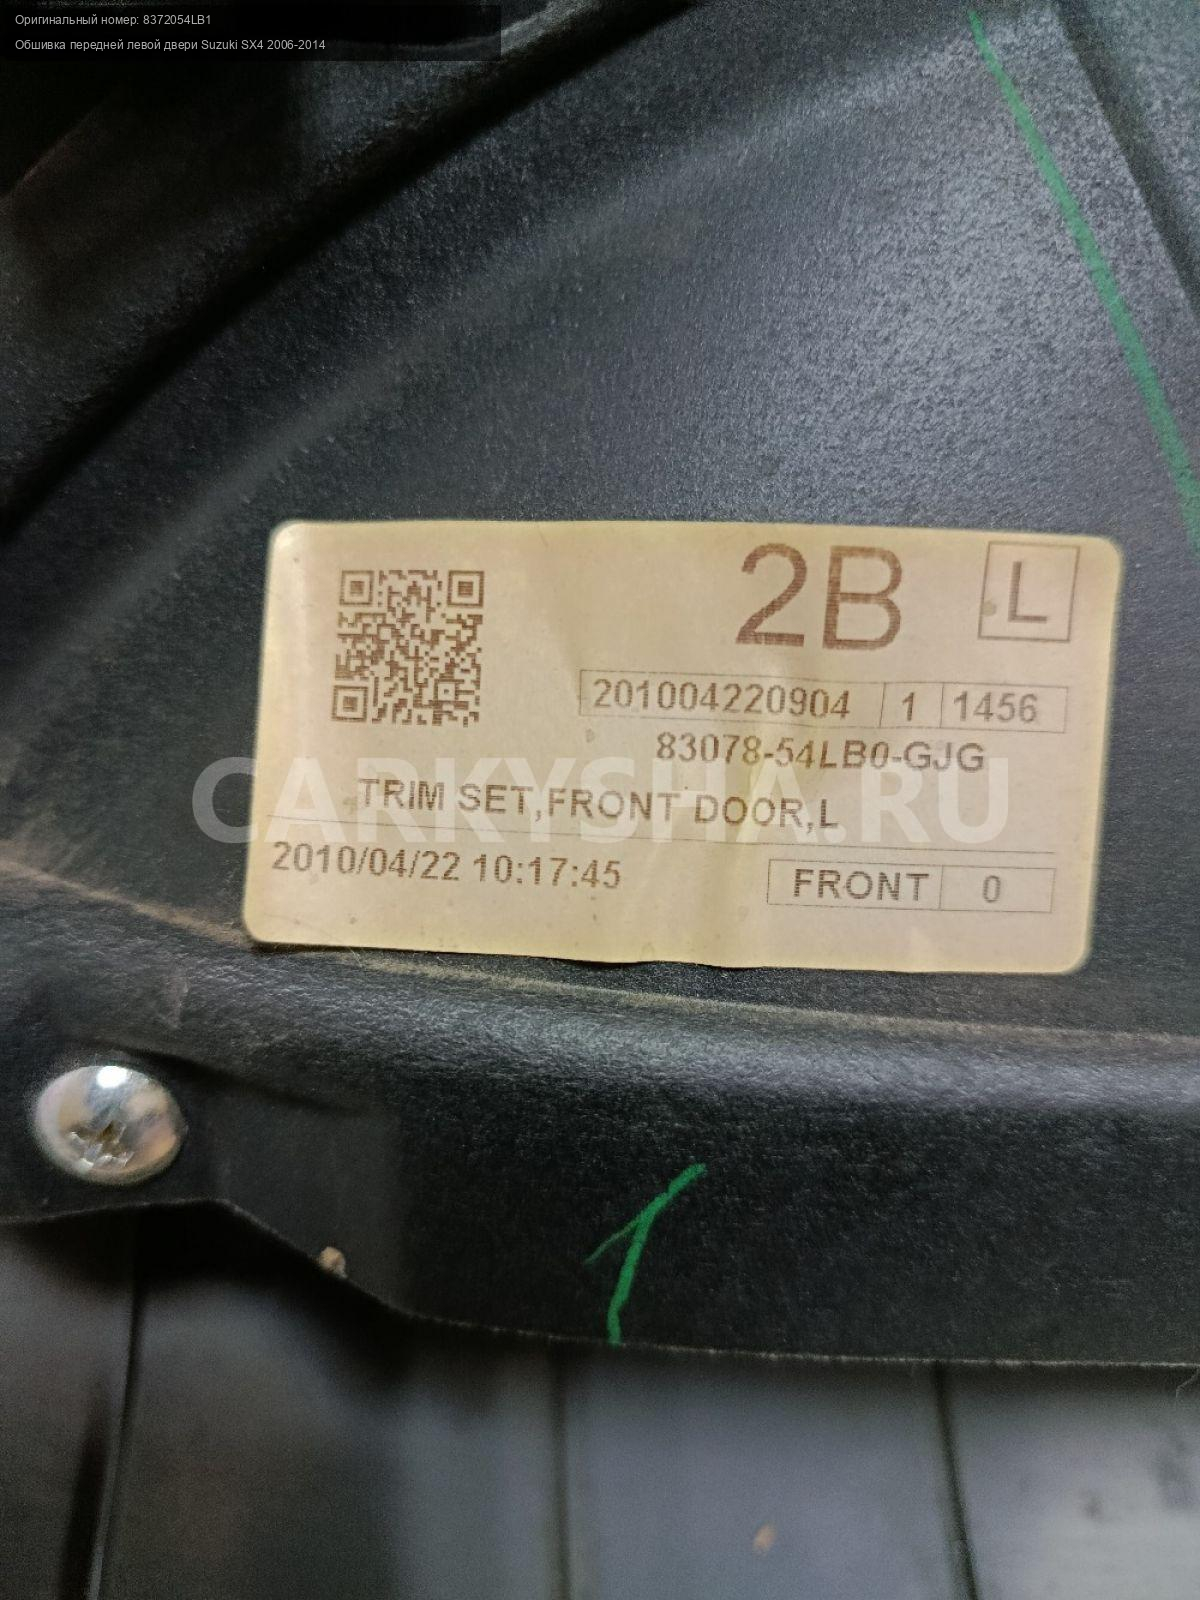 Оригинальный номер: 8372054LB1
Обшивка передней левой двери Suzuki SX4 2006-2014
2B L
201004220904 1 1456
83078-54LB0-GJG
TRIM SET,FRONT DOOR,L
CARKYSHA.RU
2010/04/22 10:17:45 FRONT 0
1